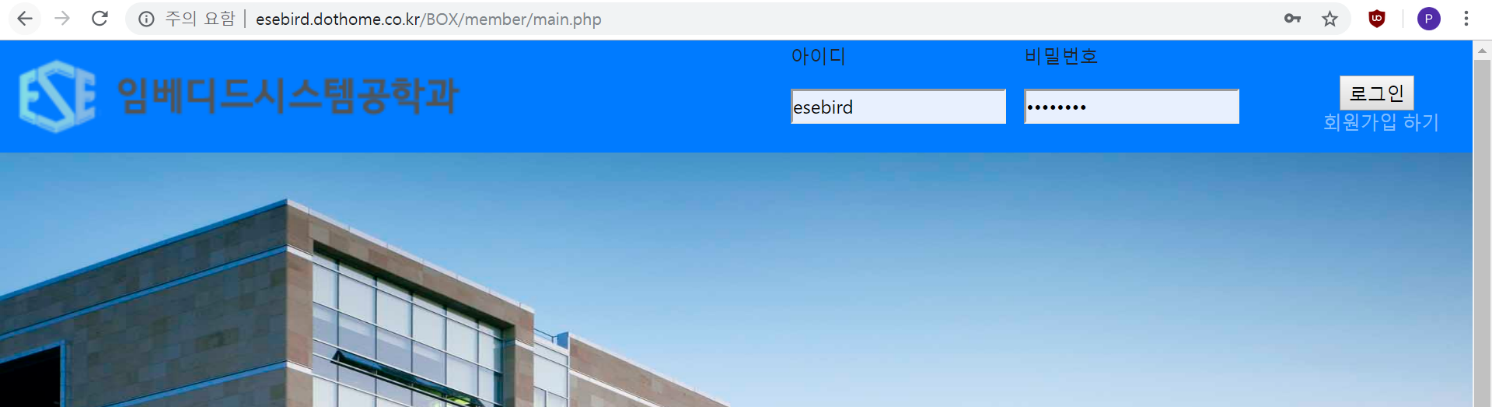 주의 요함 | esebird.dothome.co.kr/BOX/member/main.php
P
ESE 임베디드시스템공학과
아이디 비밀번호
esebird ••••••••
로그인
회원가입 하기